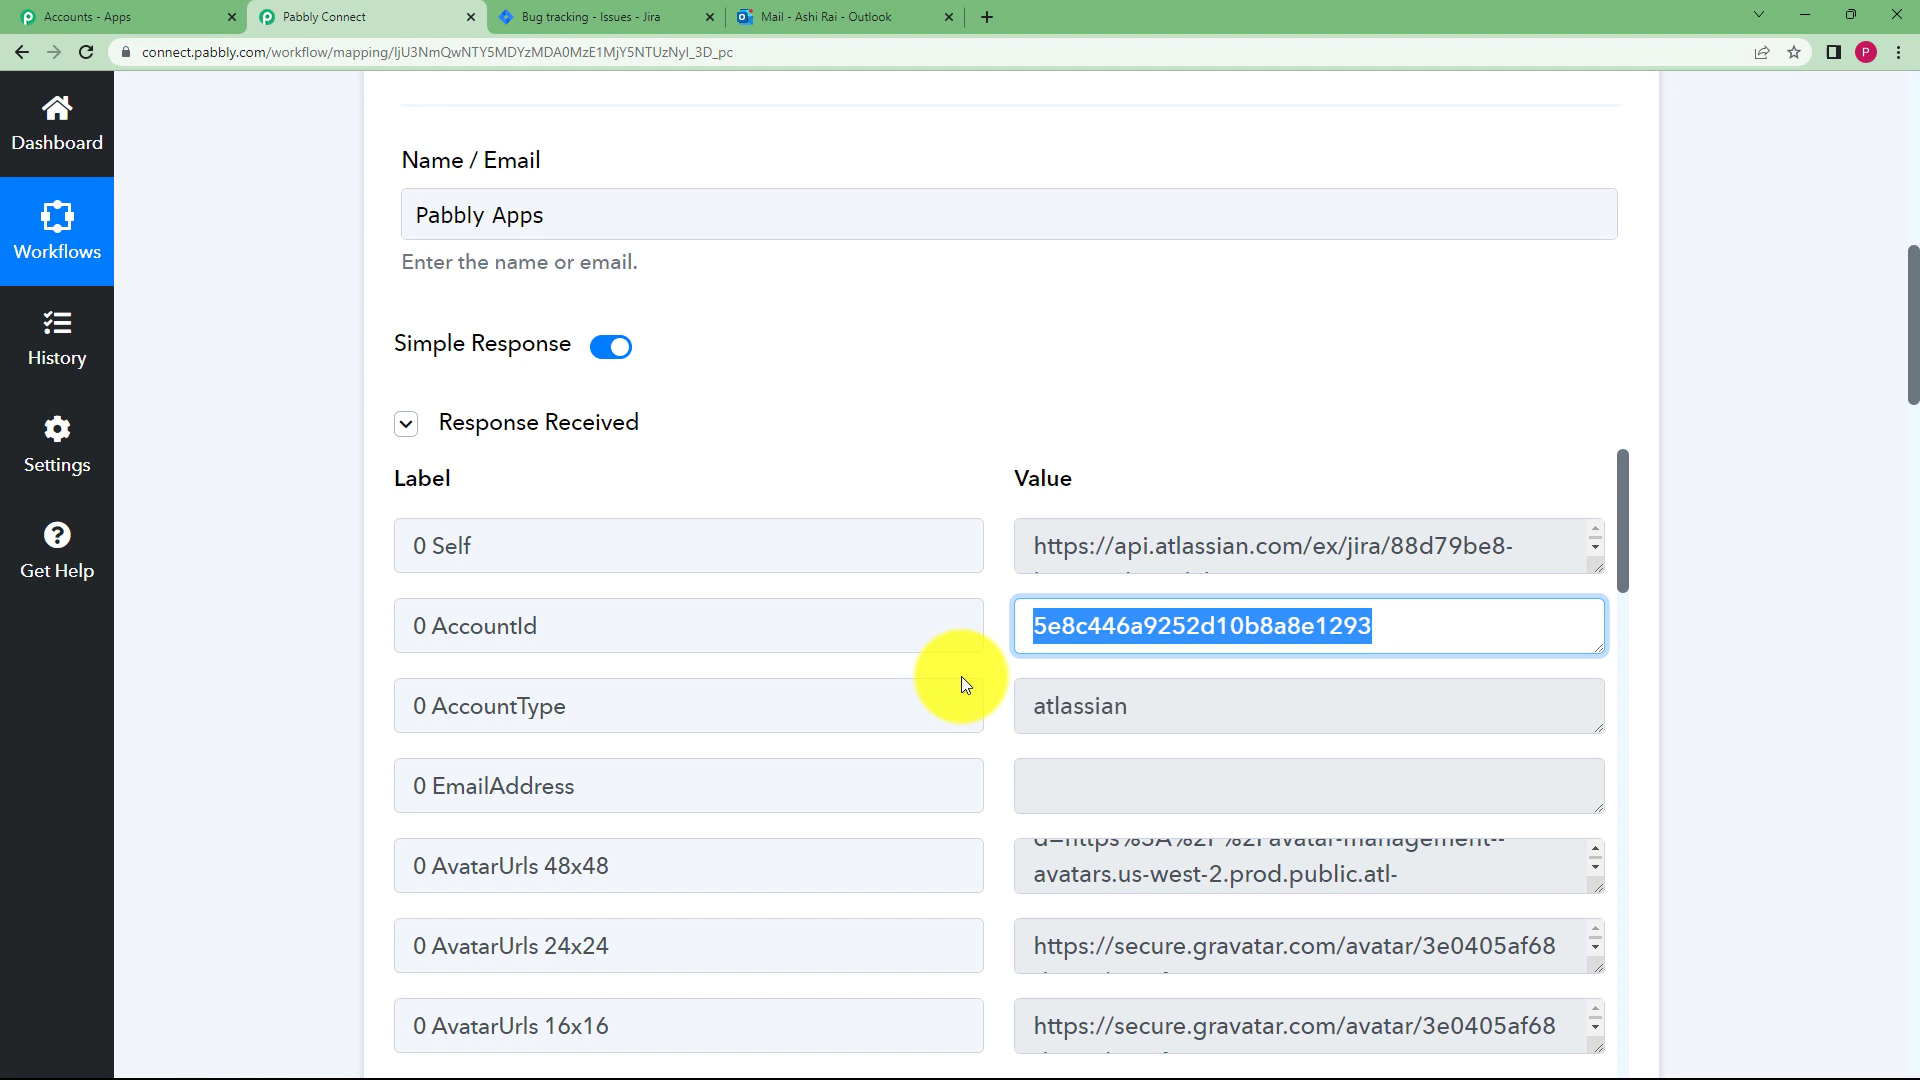 Accounts - Apps
Pabbly Connect
Bug tracking - Issues - Jira
Mail - Ashi Rai - Outlook
connect.pabbly.com/workflow/mapping/IjU3NmQwNTY5MDYzMDA0MzE1MjY5NTUzNyI_3D_pc
P
Dashboard
Workflows
History
Settings
Get Help
Name / Email
Pabbly Apps
Enter the name or email.
Simple Response
Response Received
Label
Value
0 Self
https://api.atlassian.com/ex/jira/88d79be8-
0 AccountId
5e8c446a9252d10b8a8e1293
0 AccountType
atlassian
0 EmailAddress
0 AvatarUrls 48x48
d=https%3A%2F%2Favatar-management--
avatars.us-west-2.prod.public.atl-
0 AvatarUrls 24x24
https://secure.gravatar.com/avatar/3e0405af68
0 AvatarUrls 16x16
https://secure.gravatar.com/avatar/3e0405af68